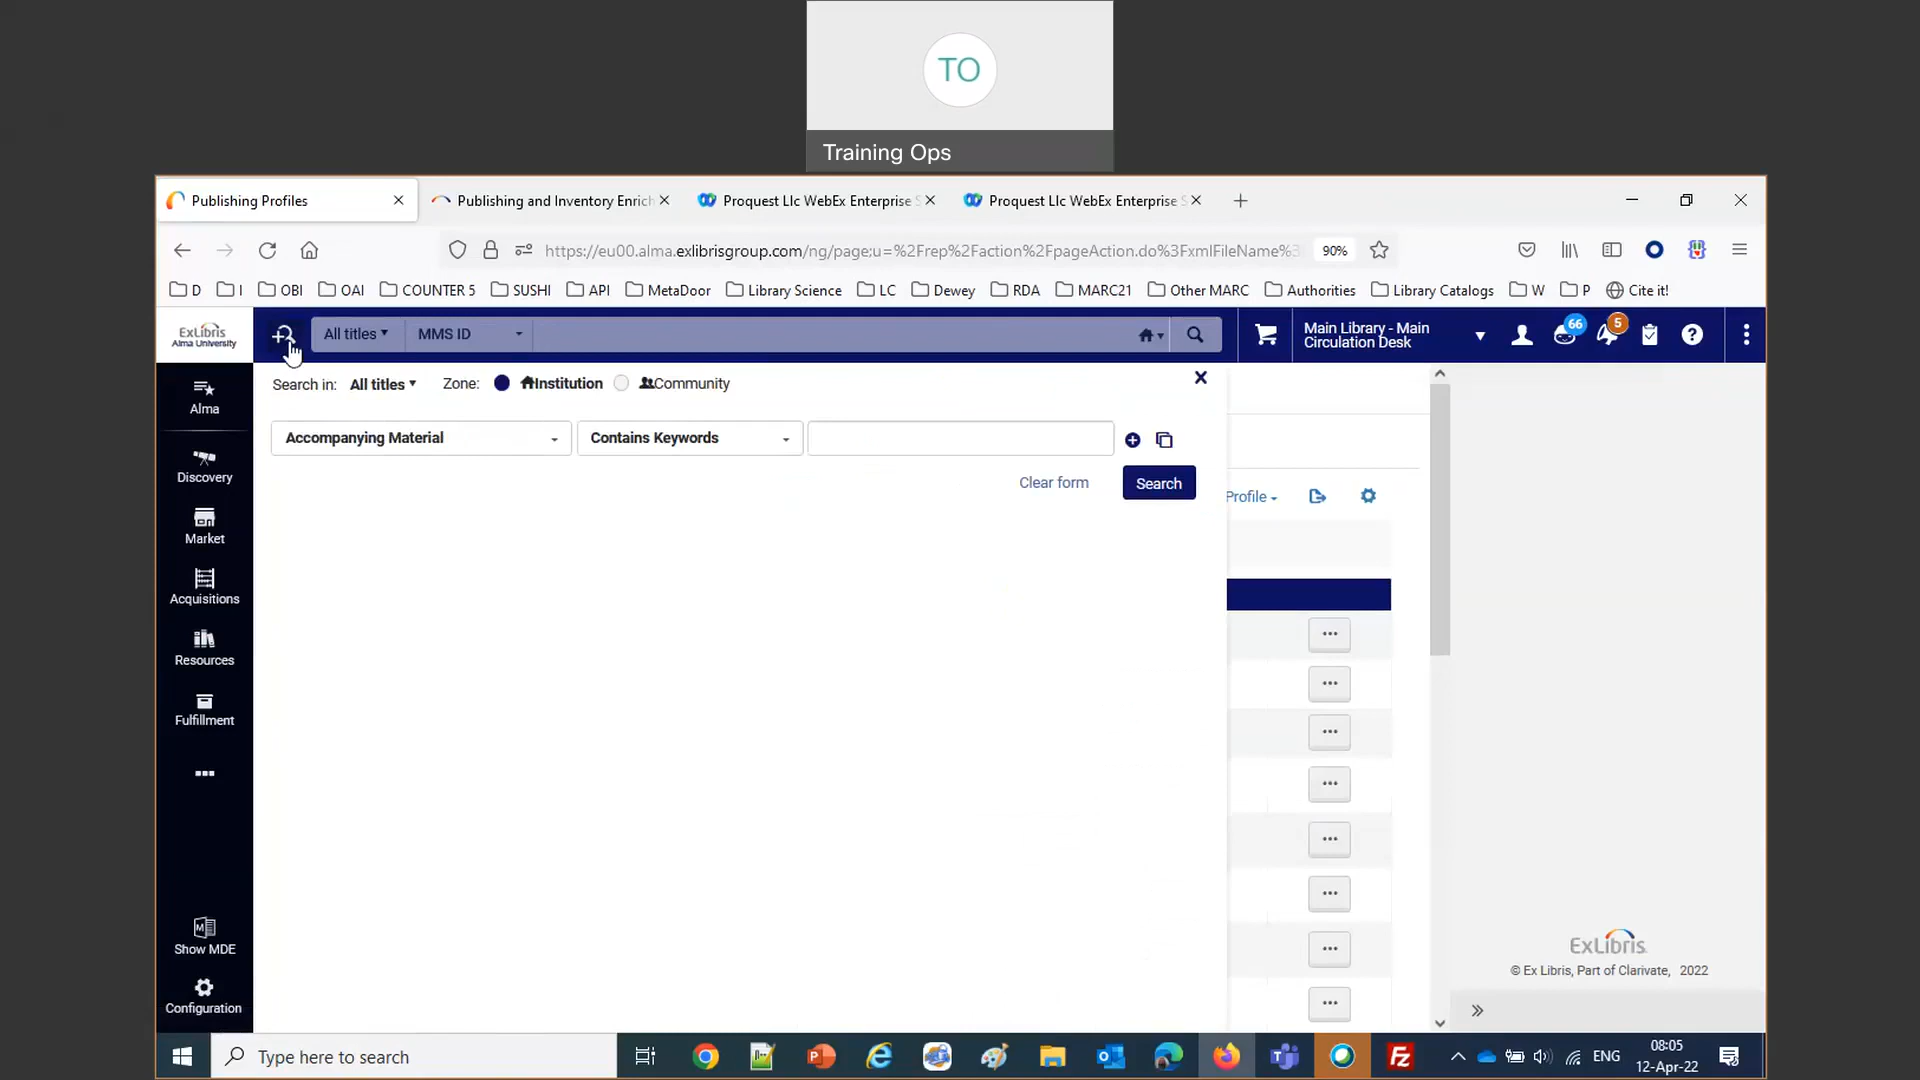 TO
Training Ops
Publishing Profiles
Publishing and Inventory Enrich
Proquest Llc WebEx Enterprise S
Proquest Llc WebEx Enterprise S
https://eu00.alma.exlibrisgroup.com/ng/page;u=%2Frep%2Faction%2FpageAction.do%3FxmlFileName%3
90%
D
I
OBI
OAI
COUNTER 5
SUSHI
API
MetaDoor
Library Science
LC
Dewey
RDA
MARC21
Other MARC
Authorities
Library Catalogs
W
P
Cite it!
ExLibris
Alma University
All titles
MMS ID
Main Library - Main
Circulation Desk
66
5
Search in: All titles
Zone: Institution Community
Alma
Accompanying Material
Contains Keywords
Discovery
Clear form
Search
Profile
Market
Acquisitions
Resources
Fulfillment
Show MDE
Configuration
ExLibris
© Ex Libris, Part of Clarivate, 2022
Type here to search
ENG
08:05
12-Apr-22